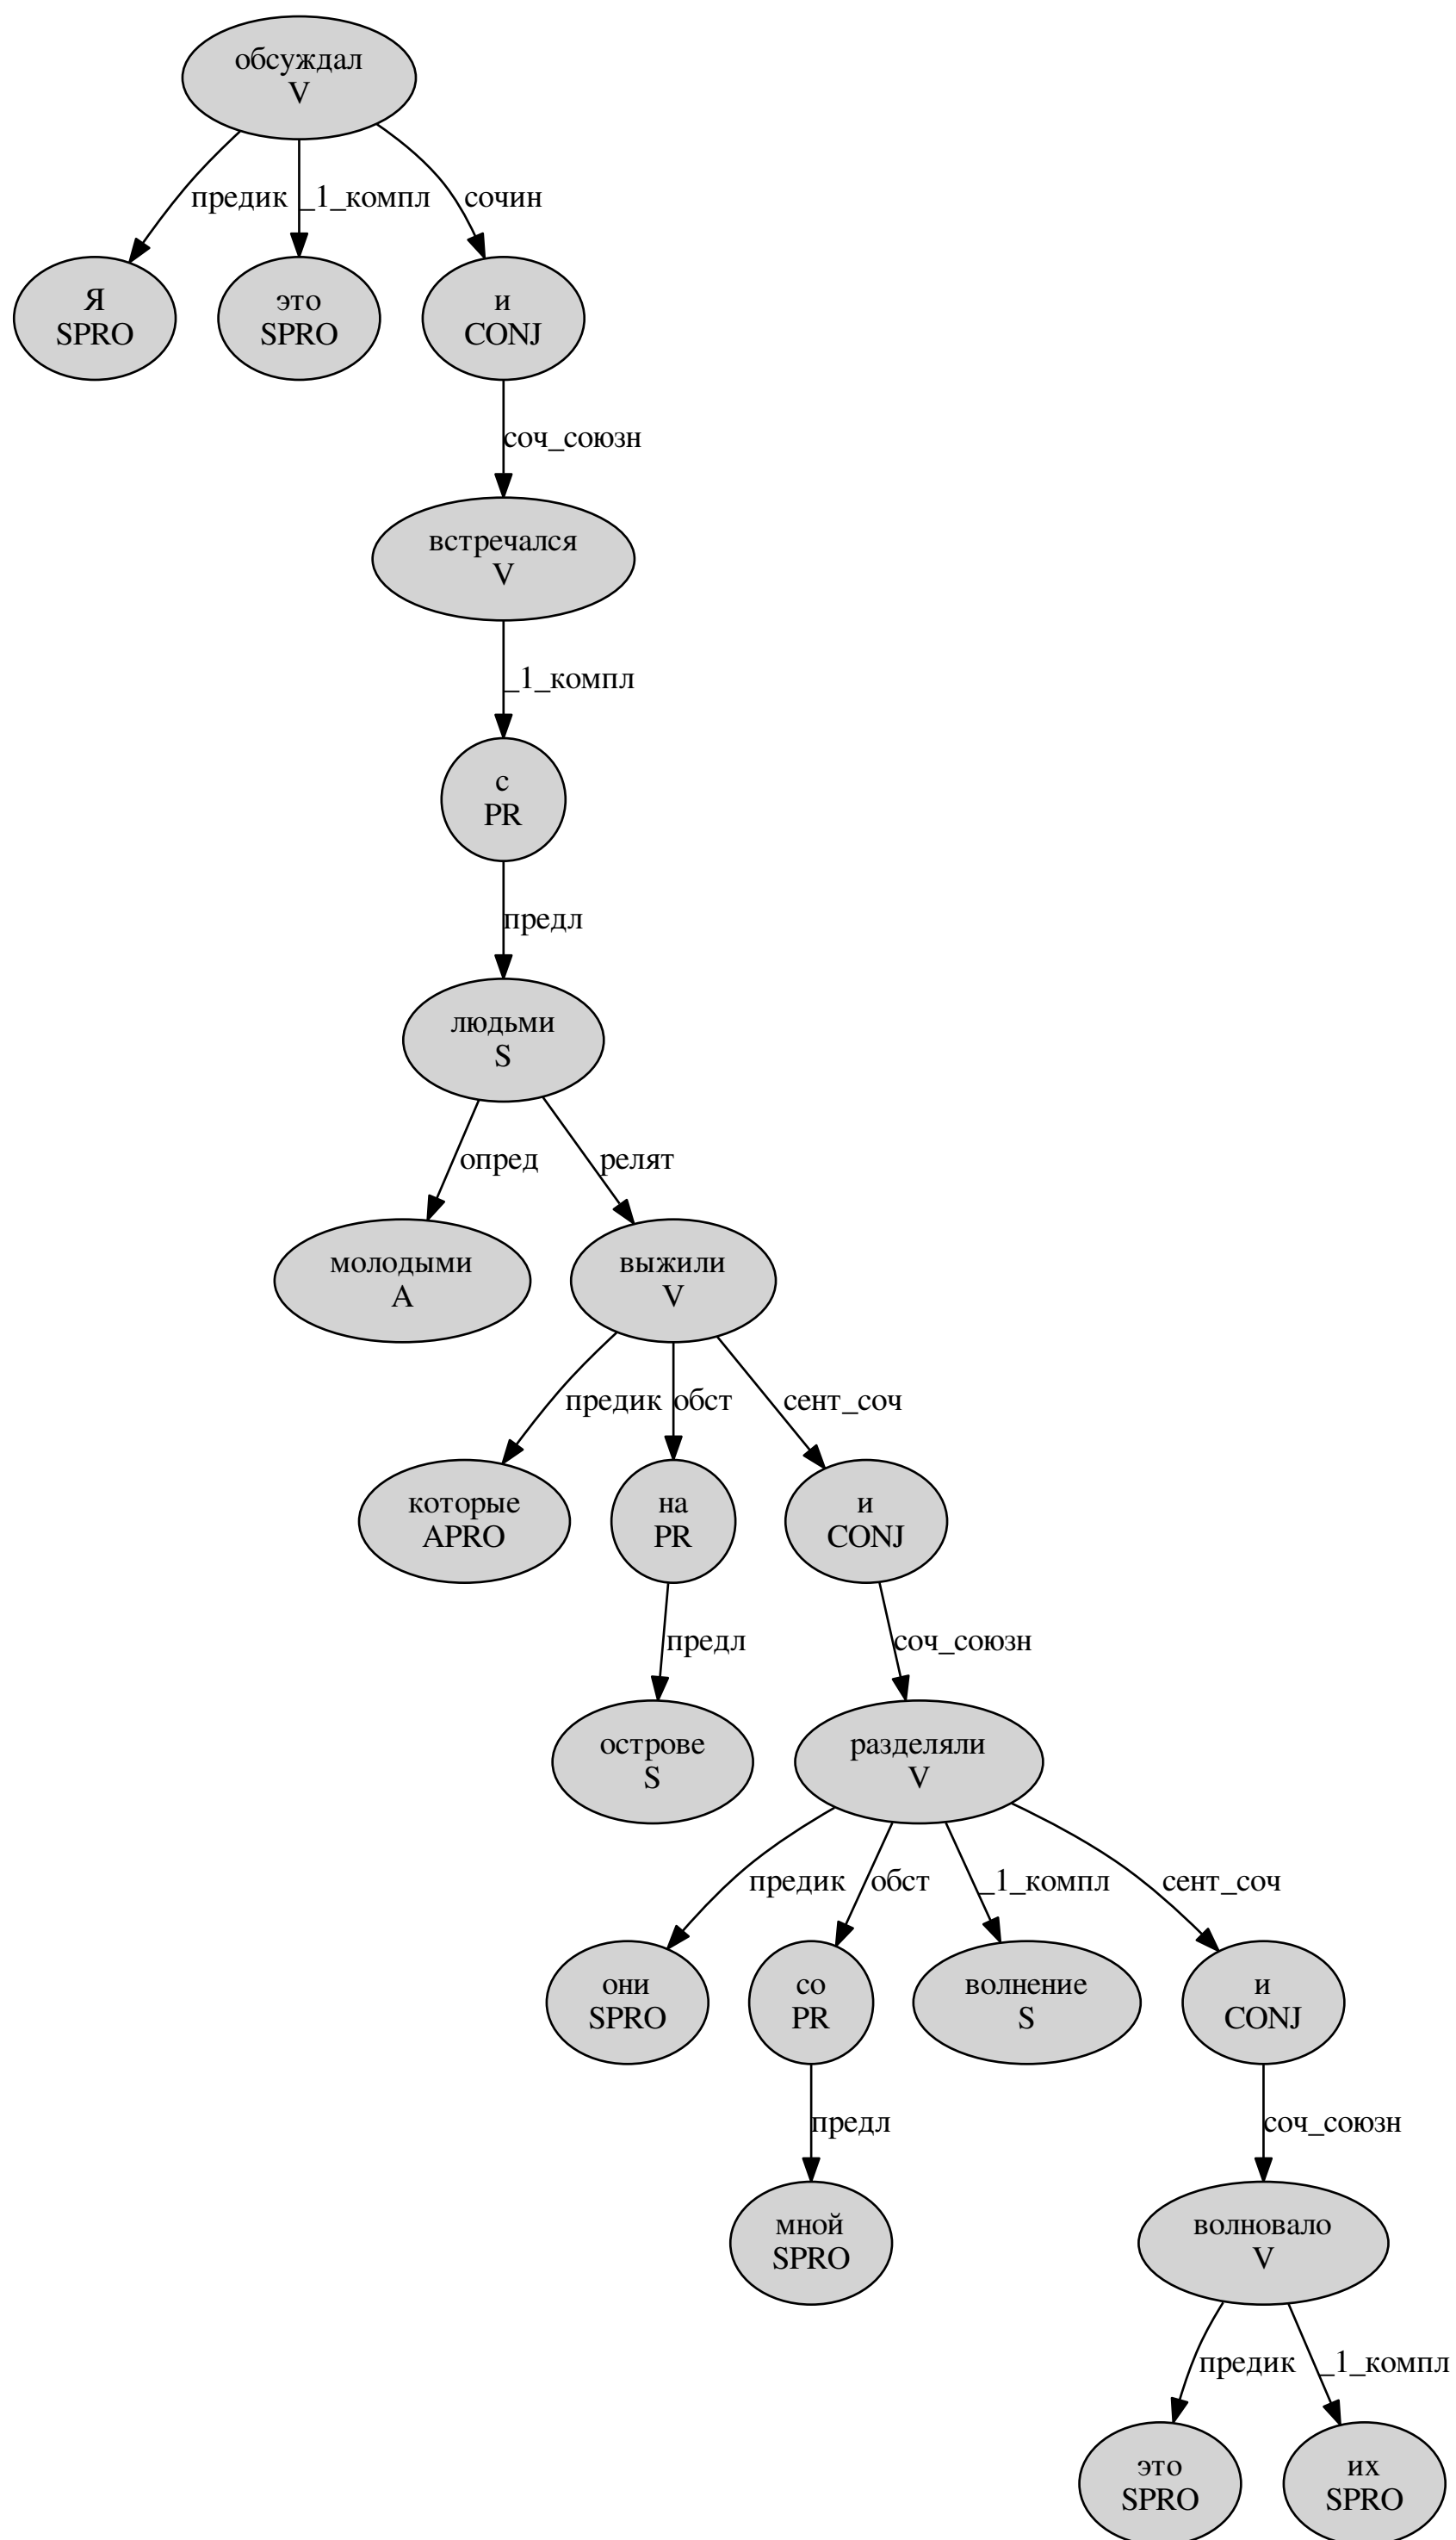 обсуждал
V
предик
_1_компл
сочин
Я
SPRO
это
SPRO
и
CONJ
соч_союзн
встречался
V
_1_компл
с
PR
предл
людьми
S
опред
релят
молодыми
A
выжили
V
предик
обст
сент_соч
которые
APRO
на
PR
и
CONJ
предл
соч_союзн
острове
S
разделяли
V
предик
обст
_1_компл
сент_соч
они
SPRO
со
PR
волнение
S
и
CONJ
предл
соч_союзн
мной
SPRO
волновало
V
предик
_1_компл
это
SPRO
их
SPRO